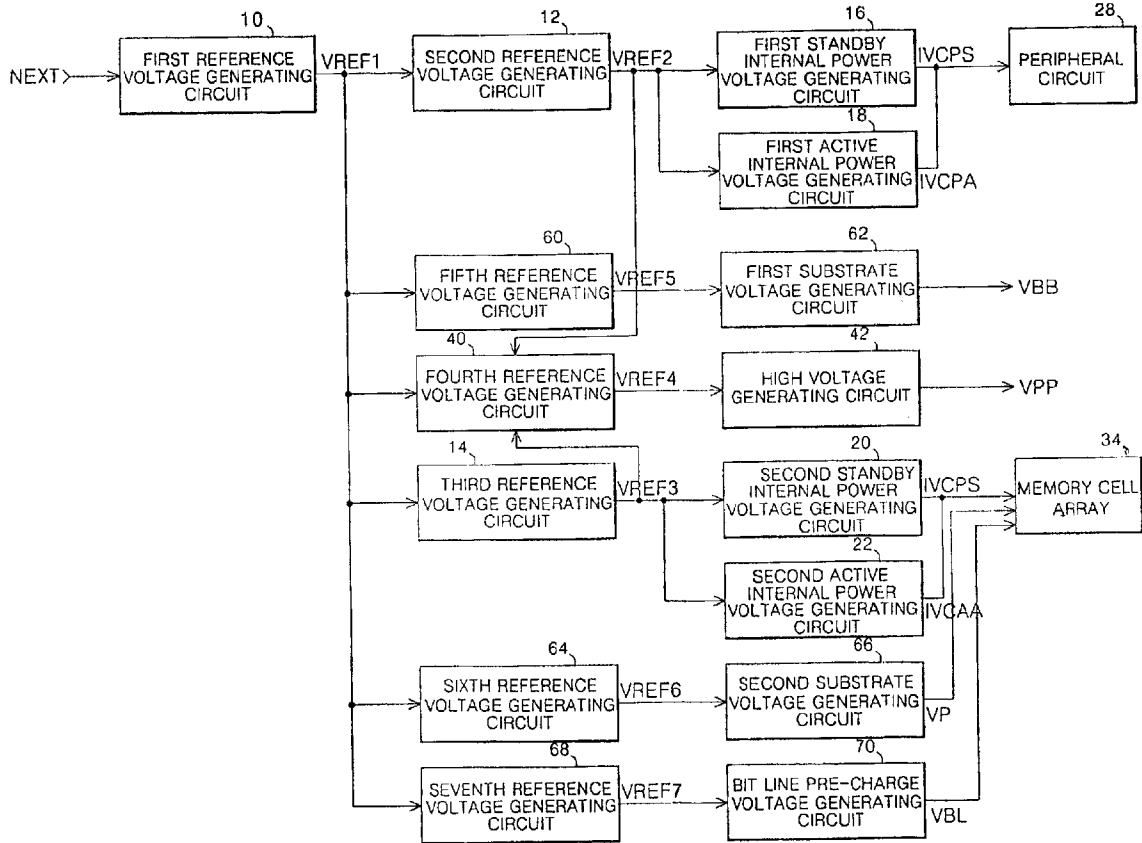 10
12
16
28
NEXT
FIRST REFERENCE
VOLTAGE GENERATING
CIRCUIT
VREF1
SECOND REFERENCE
VOLTAGE GENERATING
CIRCUIT
VREF2
FIRST STANDBY
INTERNAL POWER
VOLTAGE GENERATING
CIRCUIT
IVCPS
PERIPHERAL
CIRCUIT
18
FIRST ACTIVE
INTERNAL POWER
VOLTAGE GENERATING
CIRCUIT
IVCPA
60
62
FIFTH REFERENCE
VOLTAGE GENERATING
CIRCUIT
VREF5
FIRST SUBSTRATE
VOLTAGE GENERATING
CIRCUIT
VBB
40
42
FOURTH REFERENCE
VOLTAGE GENERATING
CIRCUIT
VREF4
HIGH VOLTAGE
GENERATING CIRCUIT
VPP
14
20
34
THIRD REFERENCE
VOLTAGE GENERATING
CIRCUIT
VREF3
SECOND STANDBY
INTERNAL POWER
VOLTAGE GENERATING
CIRCUIT
IVCPS
MEMORY CELL
ARRAY
22
SECOND ACTIVE
INTERNAL POWER
VOLTAGE GENERATING
CIRCUIT
IVCAA
64
66
SIXTH REFERENCE
VOLTAGE GENERATING
CIRCUIT
VREF6
SECOND SUBSTRATE
VOLTAGE GENERATING
CIRCUIT
VP
68
70
SEVENTH REFERENCE
VOLTAGE GENERATING
CIRCUIT
VREF7
BIT LINE PRE-CHARGE
VOLTAGE GENERATING
CIRCUIT
VBL